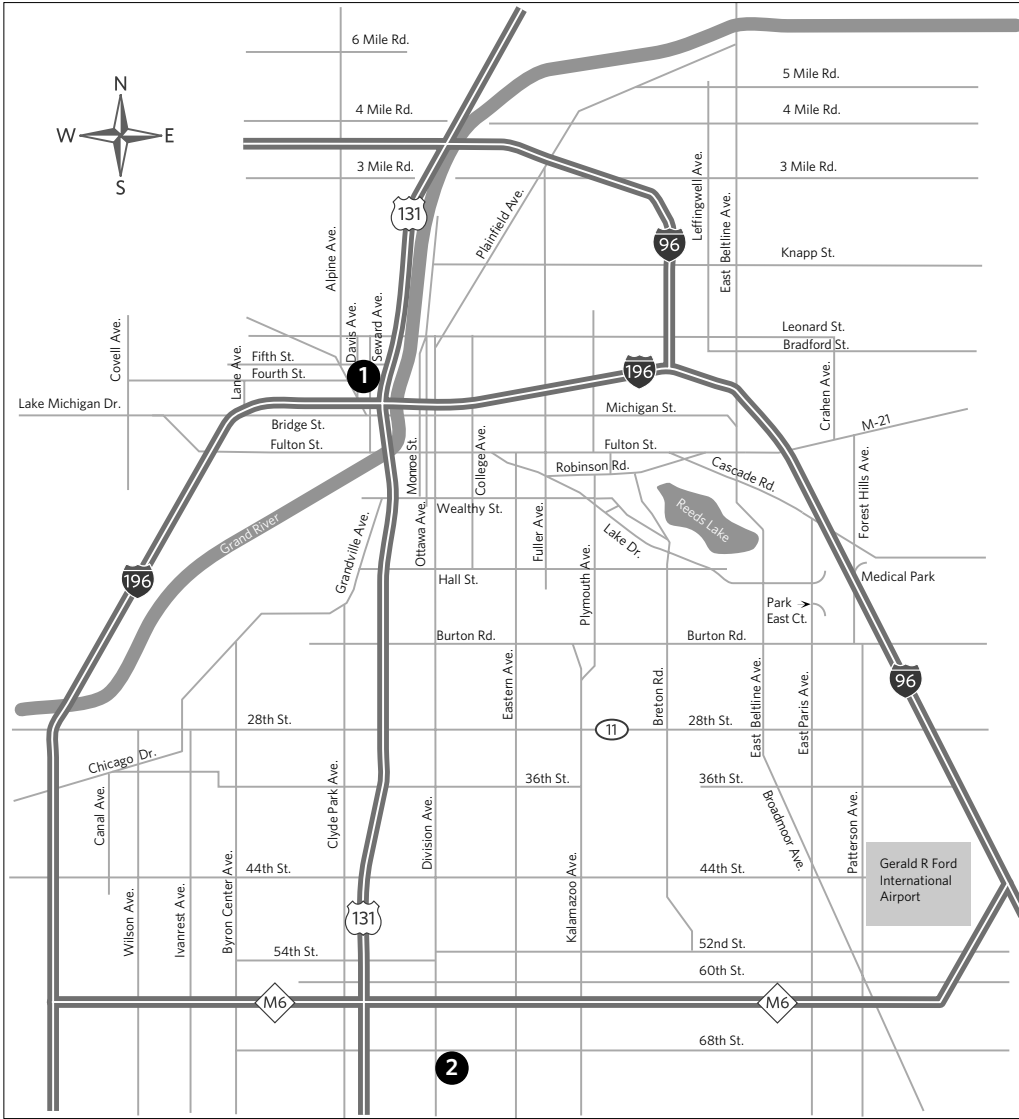 6 Mile Rd.
N
W
E
S
5 Mile Rd.
4 Mile Rd.
4 Mile Rd.
3 Mile Rd.
3 Mile Rd.
131
Plainfield Ave.
Leffingwell Ave.
East Beltline Ave.
96
Alpine Ave.
Knapp St.
Covell Ave.
Lane Ave.
Davis Ave.
Seward Ave.
Leonard St.
Bradford St.
Fifth St.
Fourth St.
1
196
Crahen Ave.
Lake Michigan Dr.
Michigan St.
Bridge St.
M-21
Fulton St.
Fulton St.
Monroe St.
College Ave.
Robinson Rd.
Cascade Rd.
Forest Hills Ave.
Wealthy St.
Reeds Lake
Grand River
Grandville Ave.
Ottawa Ave.
Fuller Ave.
Lake Dr.
Plymouth Ave.
196
Hall St.
Medical Park
Park
East Ct.
Burton Rd.
Burton Rd.
Eastern Ave.
Breton Rd.
East Beltline Ave.
East Paris Ave.
96
28th St.
11
28th St.
Chicago Dr.
36th St.
36th St.
Canal Ave.
Clyde Park Ave.
Division Ave.
Broadmoor Ave.
Patterson Ave.
44th St.
44th St.
Gerald R Ford
International
Airport
Wilson Ave.
Ivanrest Ave.
Byron Center Ave.
131
Kalamazoo Ave.
54th St.
52nd St.
60th St.
M6
M6
68th St.
2